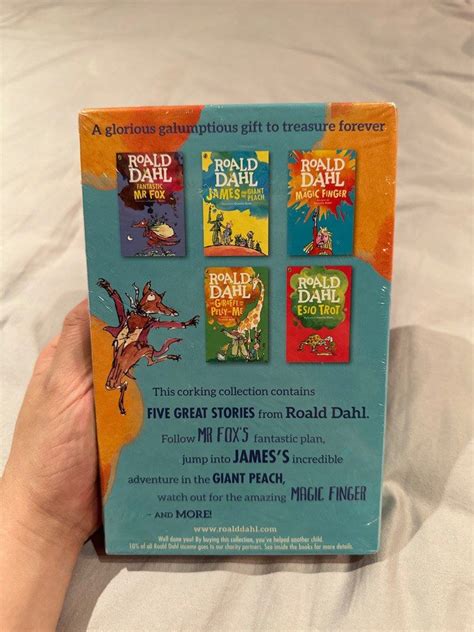 A glorious galumptious gift to treasure forever
ROALD
DAHL
FANTASTIC
MR FOX
ROALD
DAHL
JAMES AND THE GIANT
PEACH
ROALD
DAHL
MAGIC FINGER
ROALD
DAHL
THE GIRAFFE AND THE
PELLY AND ME
ROALD
DAHL
ESIO TROT
This corking collection contains
FIVE GREAT STORIES from Roald Dahl.
Follow MR FOX'S fantastic plan,
jump into JAMES'S incredible
adventure in the GIANT PEACH,
watch out for the amazing MAGIC FINGER
- AND MORE!
www.roalddahl.com
Well done you! By buying this collection, you've helped another child.
10% of all Roald Dahl income goes to our charity partners. See inside the books for more details.